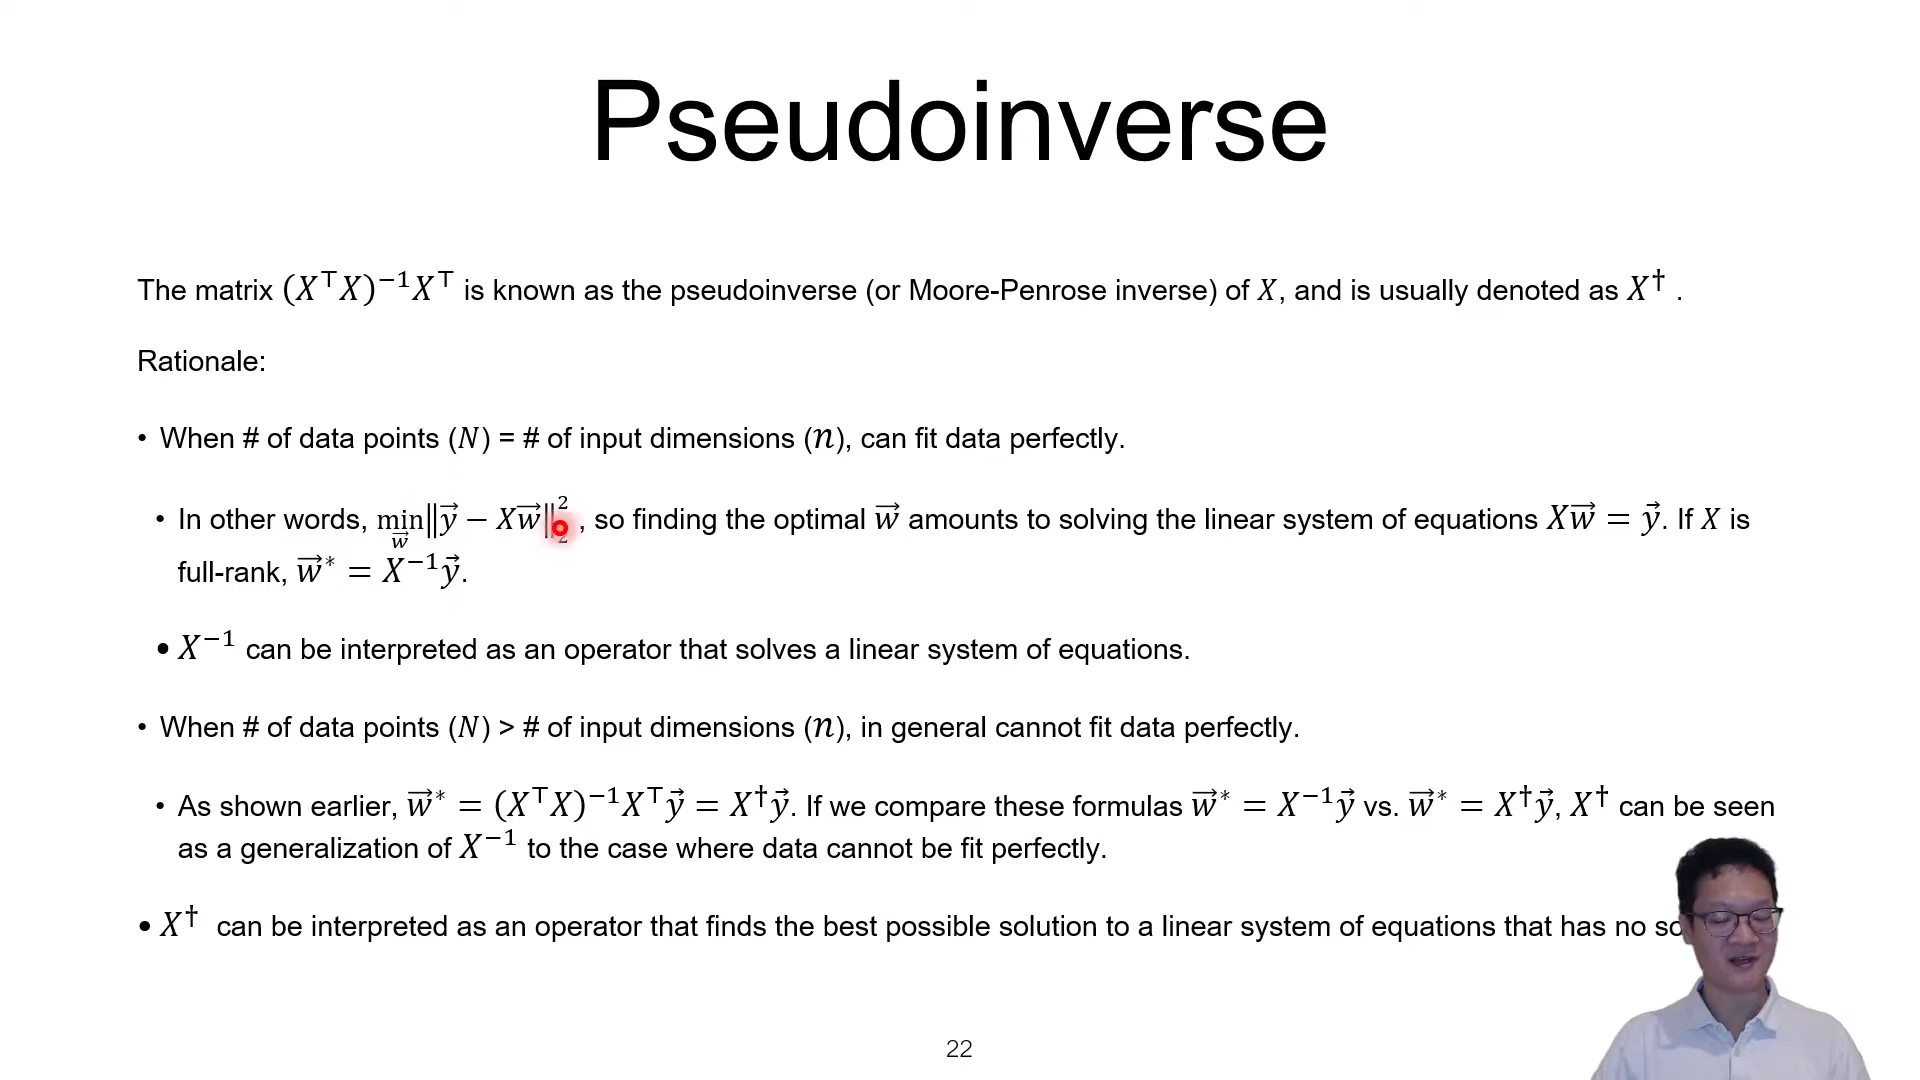 Pseudoinverse
The matrix (X⊤X)⁻¹X⊤ is known as the pseudoinverse (or Moore-Penrose inverse) of X, and is usually denoted as X† .
Rationale:
• When # of data points (N) = # of input dimensions (n), can fit data perfectly.
• In other words, min_w⃗ ‖y⃗ − Xw⃗‖₂² , so finding the optimal w⃗ amounts to solving the linear system of equations Xw⃗ = y⃗. If X is
full-rank, w⃗* = X⁻¹y⃗.
• X⁻¹ can be interpreted as an operator that solves a linear system of equations.
• When # of data points (N) > # of input dimensions (n), in general cannot fit data perfectly.
• As shown earlier, w⃗* = (X⊤X)⁻¹X⊤y⃗ = X†y⃗. If we compare these formulas w⃗* = X⁻¹y⃗ vs. w⃗* = X†y⃗, X† can be seen
as a generalization of X⁻¹ to the case where data cannot be fit perfectly.
• X† can be interpreted as an operator that finds the best possible solution to a linear system of equations that has no
22